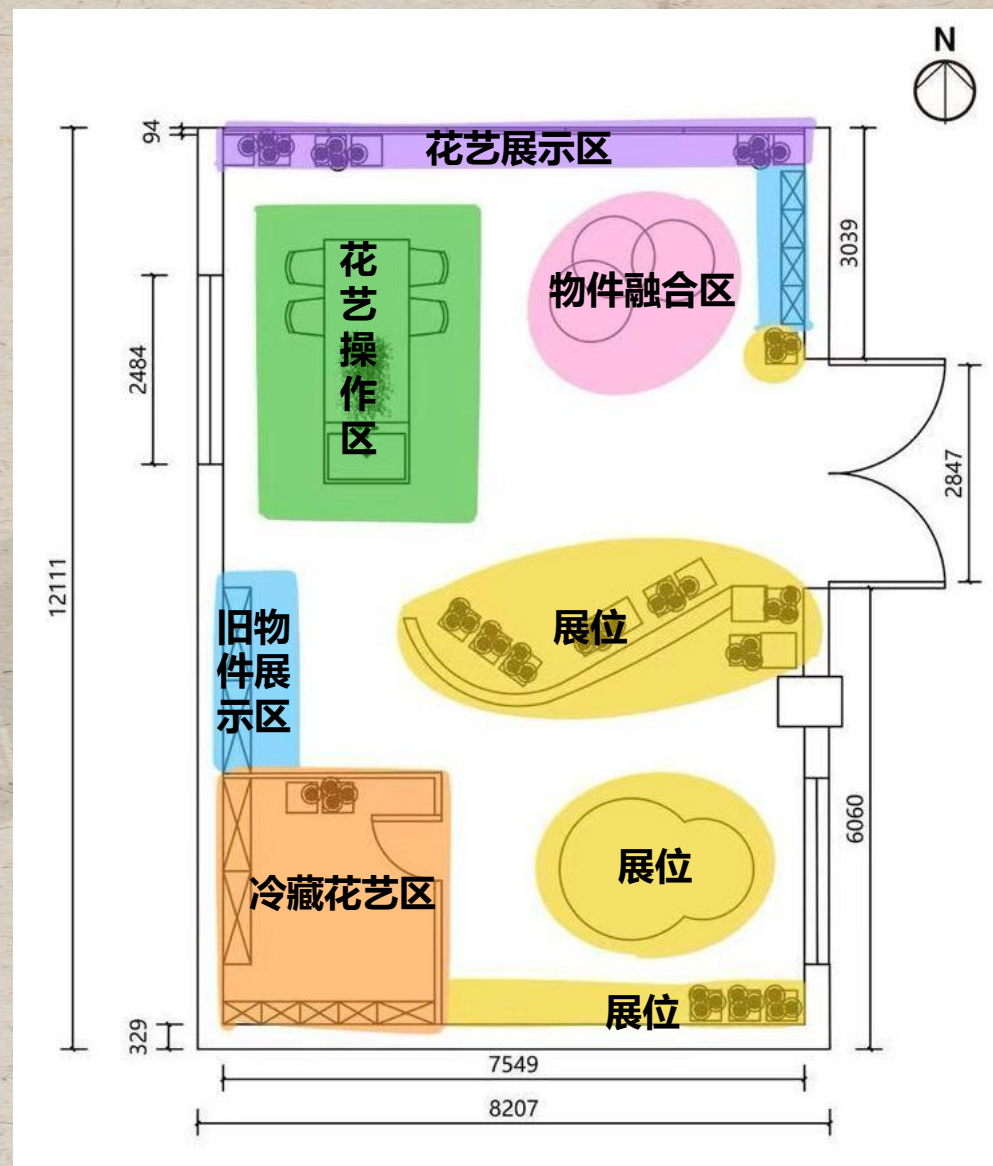 N
94
花艺展示区
3039
花
艺
操
作
区
物件融合区
2484
2847
12111
旧物
件展
示区
展位
6060
展位
冷藏花艺区
展位
329
7549
8207